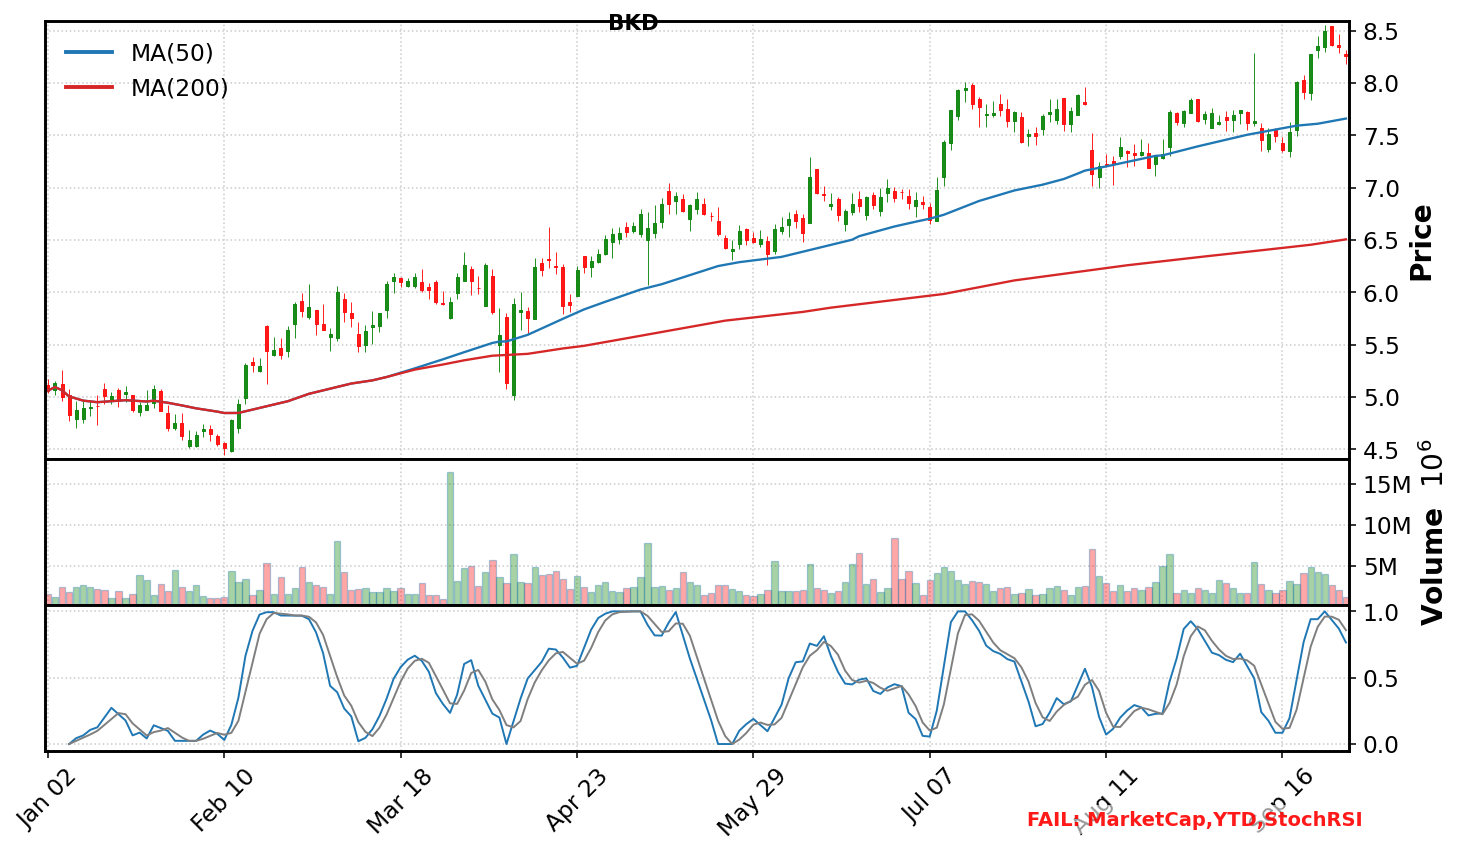 BKD
MA(50)
MA(200)
8.5
8.0
7.5
7.0
6.5
6.0
5.5
5.0
4.5
Price
15M
10M
5M
Volume 10^6
1.0
0.5
0.0
Jan 02
Feb 10
Mar 18
Apr 23
May 29
Jul 07
Aug 11
Sep 16
FAIL: MarketCap,YTD,StochRSI